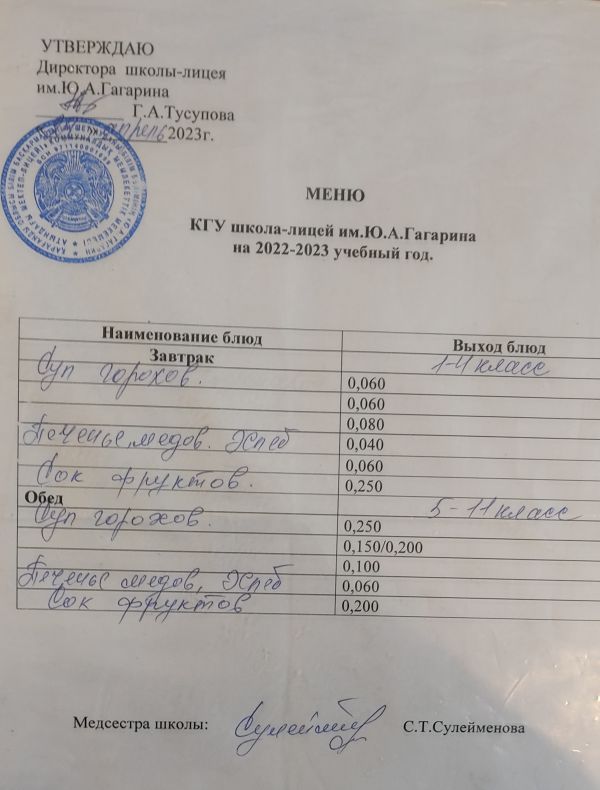 УТВЕРЖДАЮ
Директора школы-лицея
им.Ю.А.Гагарина
Г.А.Тусупова
апрель 2023г.
МЕНЮ
КГУ школа-лицей им.Ю.А.Гагарина
на 2022-2023 учебный год.
Наименование блюд Выход блюд
Завтрак 1-4 класс
Суп горохов. 0,060
0,060
0,080
Печенье, медов. Хлеб 0,040
0,060
Сок фруктов. 0,250
Обед 5-11 класс
Суп горохов. 0,250
0,150/0,200
0,100
Печенье медов, Хлеб 0,060
Сок фруктов 0,200
Медсестра школы: С.Т.Сулейменова